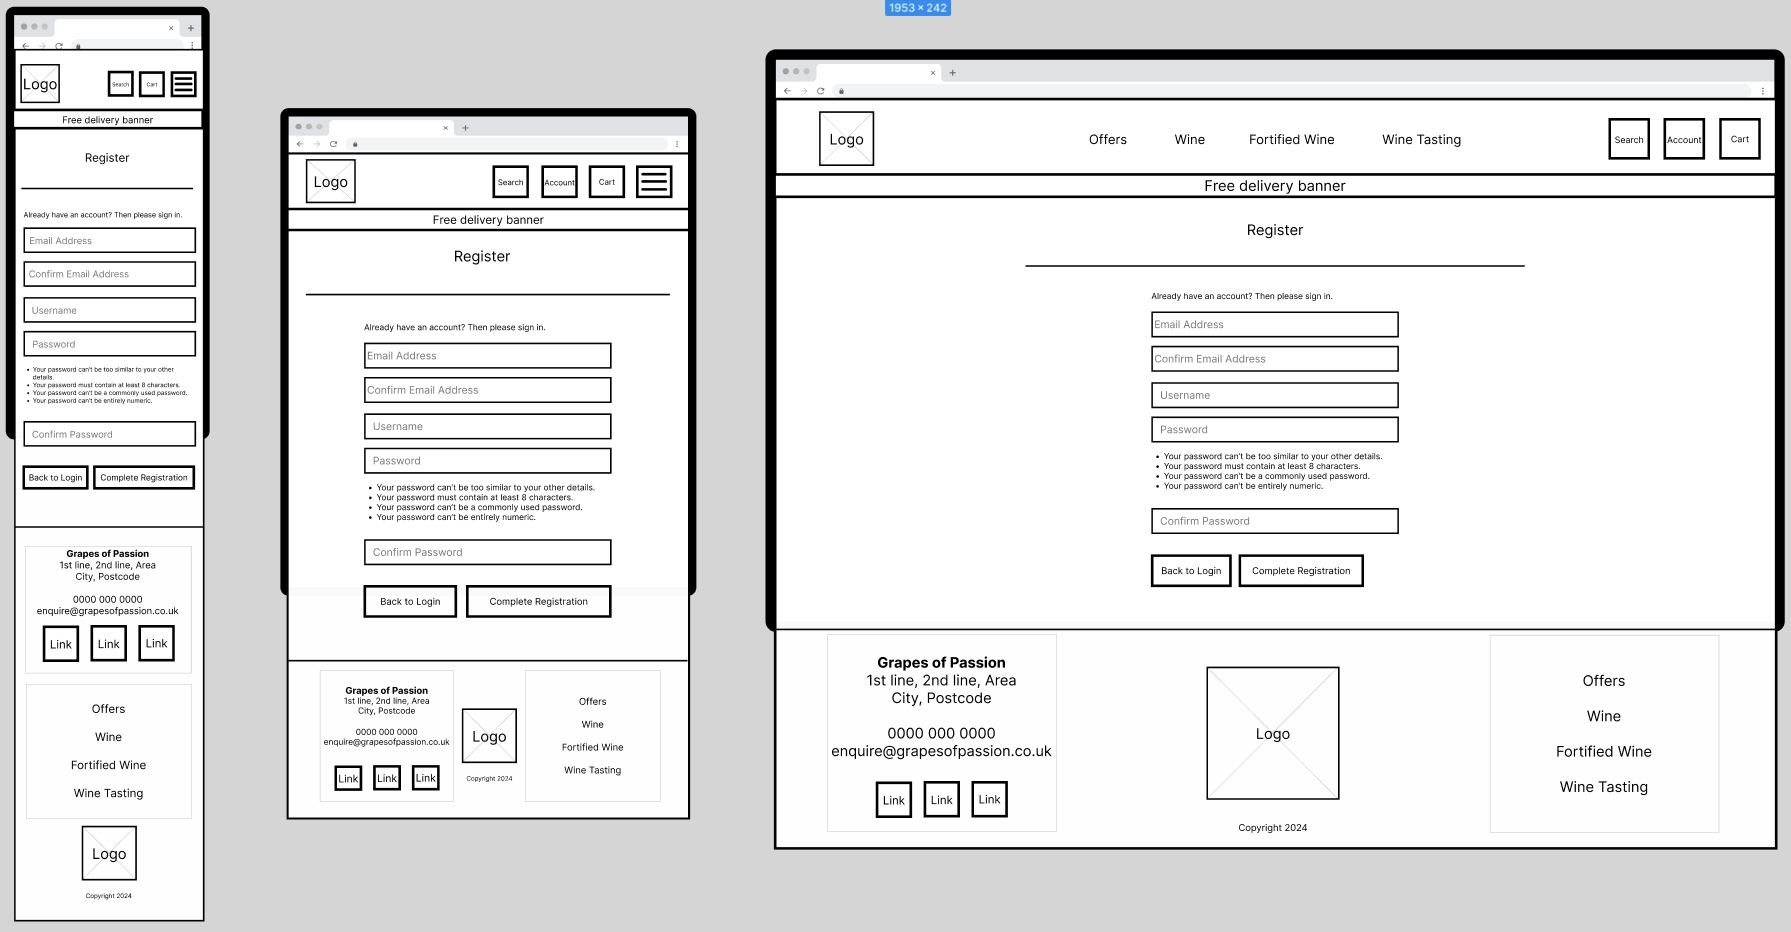 1953 × 242
Logo
Search
Cart
Free delivery banner
Register
Already have an account? Then please sign in.
Email Address
Confirm Email Address
Username
Password
• Your password can't be too similar to your other
details.
• Your password must contain at least 8 characters.
• Your password can't be a commonly used password.
• Your password can't be entirely numeric.
Confirm Password
Back to Login
Complete Registration
Grapes of Passion
1st line, 2nd line, Area
City, Postcode
0000 000 0000
enquire@grapesofpassion.co.uk
Link
Link
Link
Offers
Wine
Fortified Wine
Wine Tasting
Logo
Copyright 2024
Logo
Search
Account
Cart
Free delivery banner
Register
Already have an account? Then please sign in.
Email Address
Confirm Email Address
Username
Password
• Your password can't be too similar to your other details.
• Your password must contain at least 8 characters.
• Your password can't be a commonly used password.
• Your password can't be entirely numeric.
Confirm Password
Back to Login
Complete Registration
Grapes of Passion
1st line, 2nd line, Area
City, Postcode
0000 000 0000
enquire@grapesofpassion.co.uk
Link
Link
Link
Logo
Copyright 2024
Offers
Wine
Fortified Wine
Wine Tasting
Logo
Offers
Wine
Fortified Wine
Wine Tasting
Search
Account
Cart
Free delivery banner
Register
Already have an account? Then please sign in.
Email Address
Confirm Email Address
Username
Password
• Your password can't be too similar to your other details.
• Your password must contain at least 8 characters.
• Your password can't be a commonly used password.
• Your password can't be entirely numeric.
Confirm Password
Back to Login
Complete Registration
Grapes of Passion
1st line, 2nd line, Area
City, Postcode
0000 000 0000
enquire@grapesofpassion.co.uk
Link
Link
Link
Logo
Copyright 2024
Offers
Wine
Fortified Wine
Wine Tasting